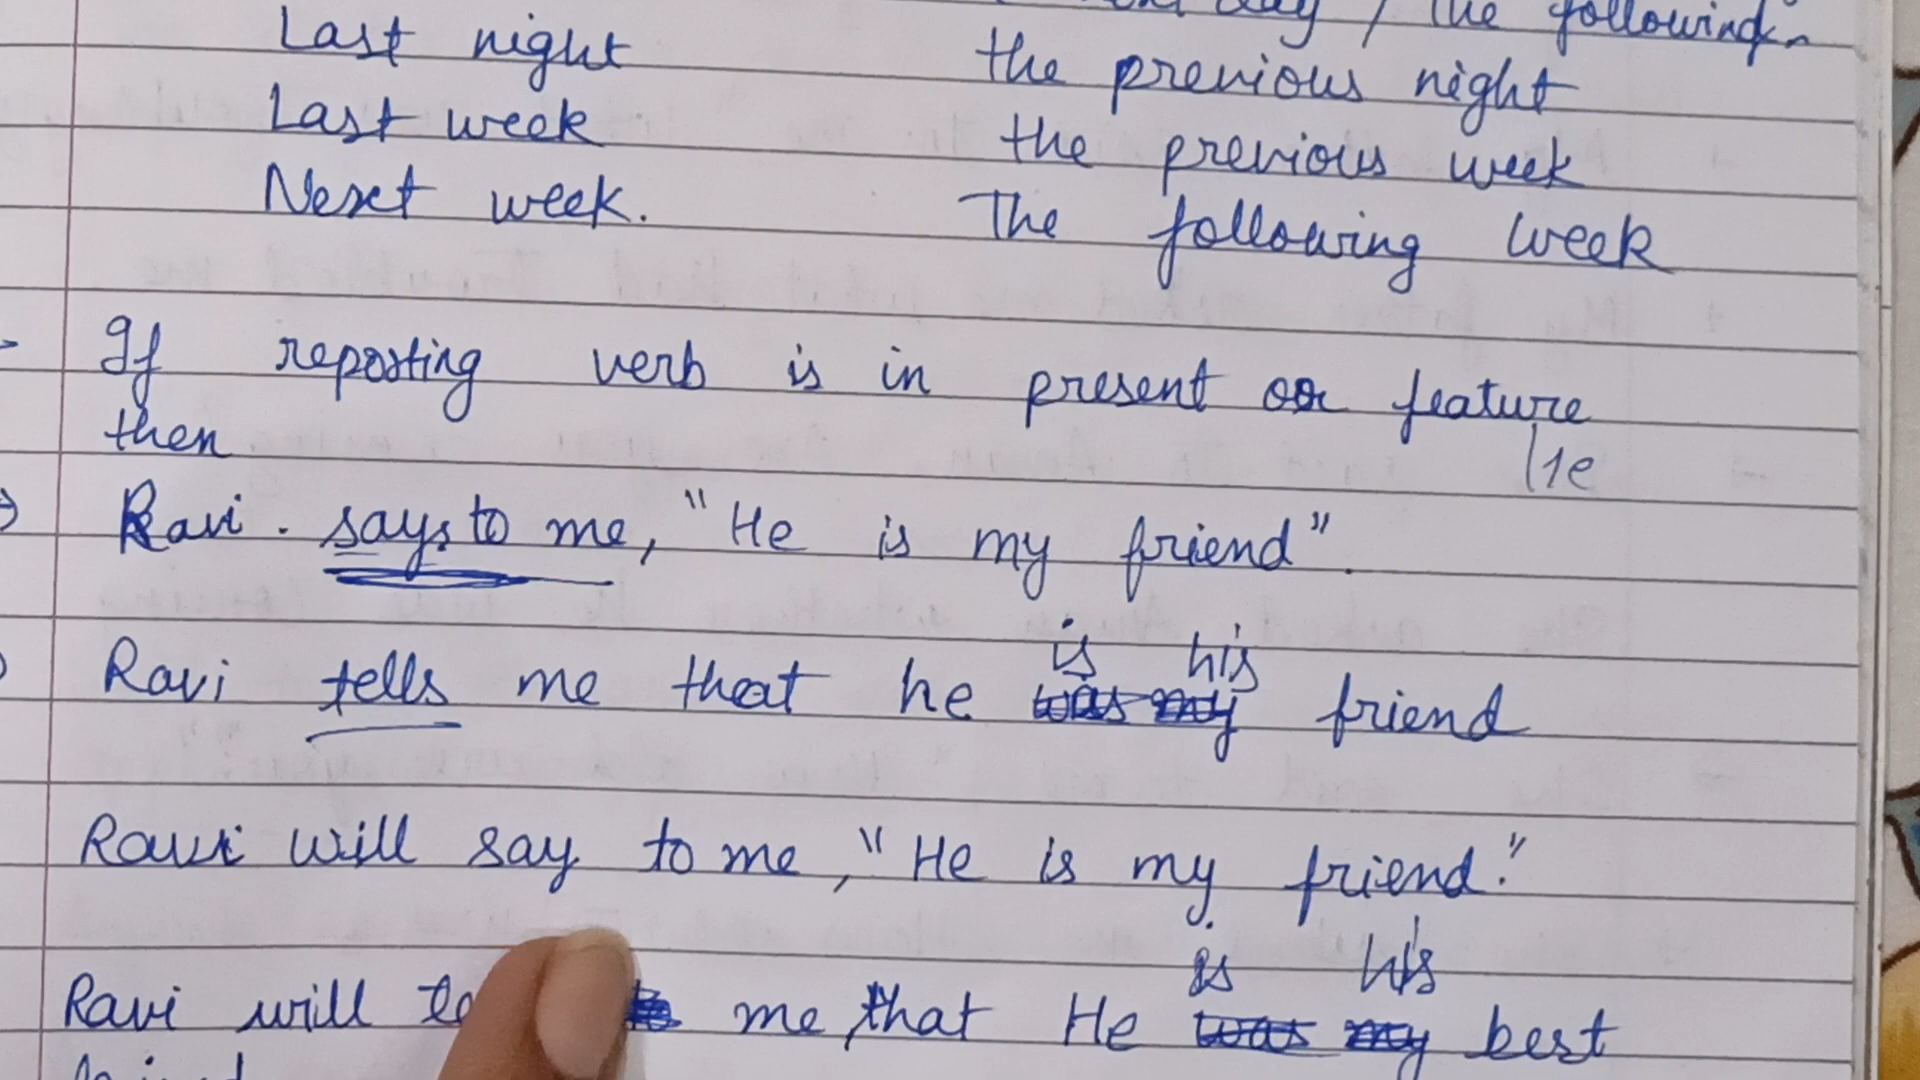 day / the following
Last night the previous night
Last week the previous week
Next week. The following week
If reporting verb is in present or feature
then
1e
Ravi. says to me, "He is my friend".
is his
Ravi tells me that he was my friend
Ravi will say to me, "He is my friend."
is his
Ravi will me, that He was my best